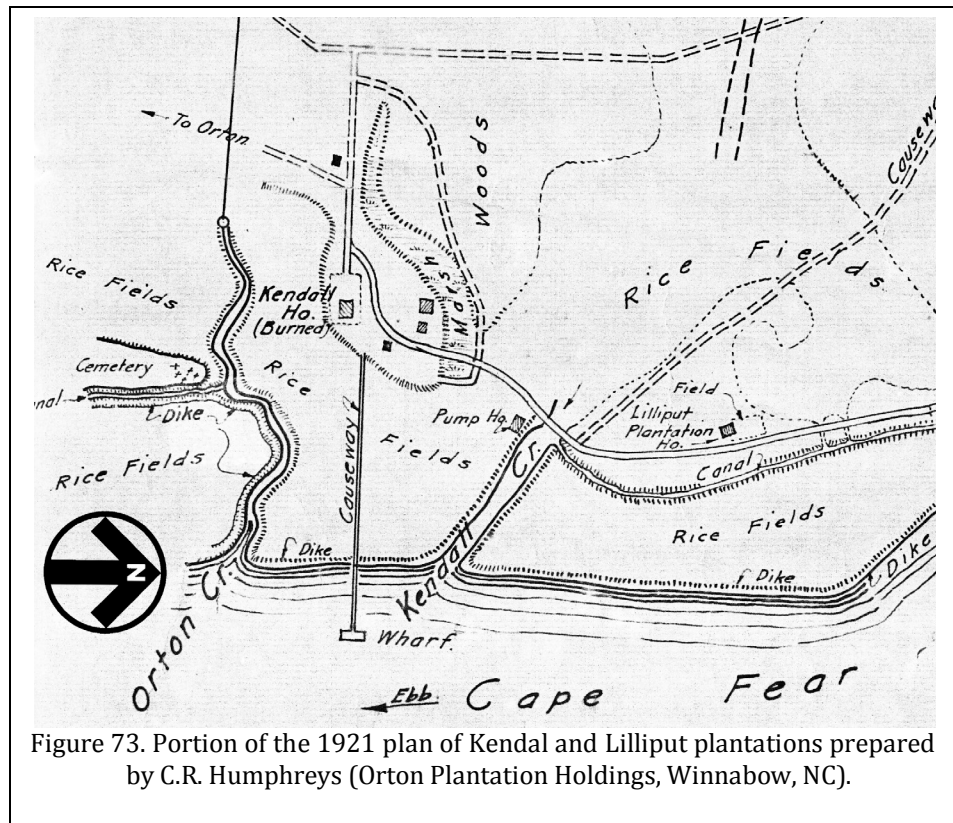 To Orton
Woods
Causeway
Rice Fields
Rice
Fields
Kendall
Ho.
(Burned)
Marsh
Cemetery
Rice
Fields
nal
Dike
Rice Fields
Causeway
Pump Ho.
Cr.
Kendall
Field
Lilliput
Plantation
Ho.
Canal
Rice Fields
Dike
Dike
Dike
N
Orton Cr.
Wharf.
Ebb.
Cape Fear
Figure 73. Portion of the 1921 plan of Kendal and Lilliput plantations prepared
by C.R. Humphreys (Orton Plantation Holdings, Winnabow, NC).